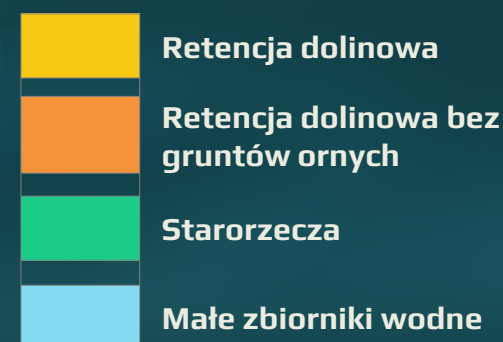 Retencja dolinowa
Retencja dolinowa bez
gruntów ornych
Starorzecza
Małe zbiorniki wodne